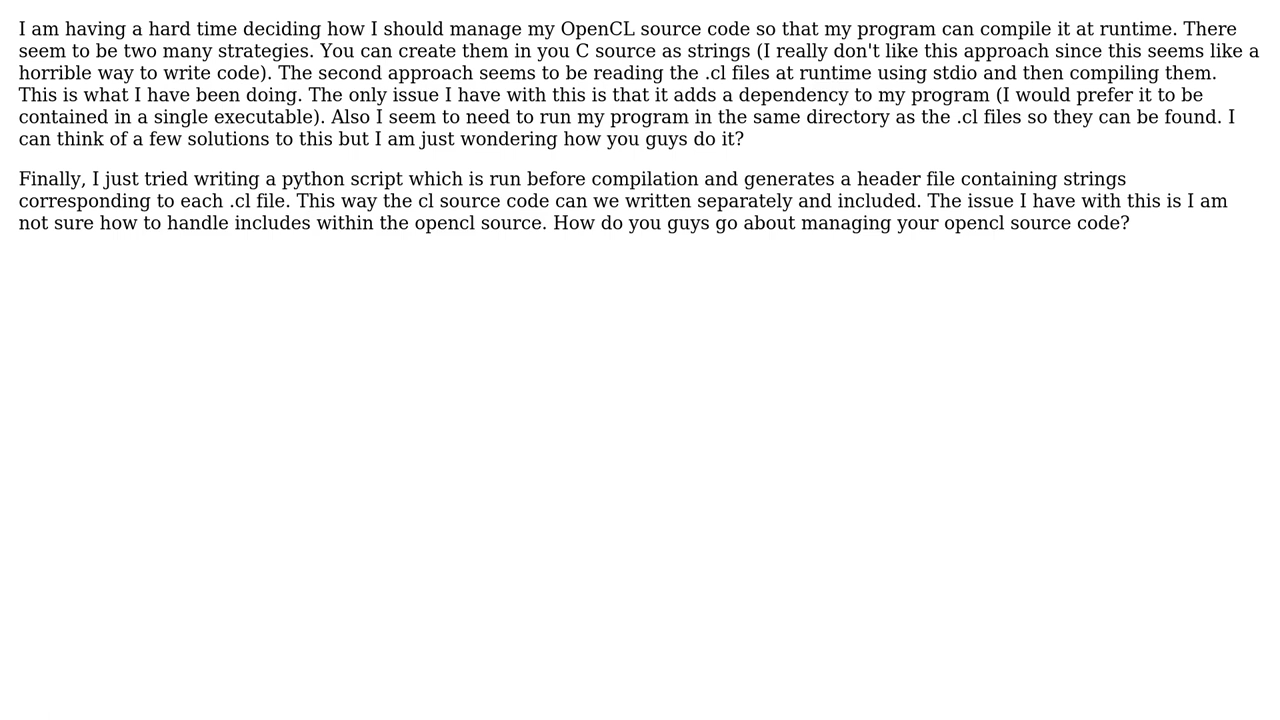 I am having a hard time deciding how I should manage my OpenCL source code so that my program can compile it at runtime. There
seem to be two many strategies. You can create them in you C source as strings (I really don't like this approach since this seems like a
horrible way to write code). The second approach seems to be reading the .cl files at runtime using stdio and then compiling them.
This is what I have been doing. The only issue I have with this is that it adds a dependency to my program (I would prefer it to be
contained in a single executable). Also I seem to need to run my program in the same directory as the .cl files so they can be found. I
can think of a few solutions to this but I am just wondering how you guys do it?
Finally, I just tried writing a python script which is run before compilation and generates a header file containing strings
corresponding to each .cl file. This way the cl source code can we written separately and included. The issue I have with this is I am
not sure how to handle includes within the opencl source. How do you guys go about managing your opencl source code?